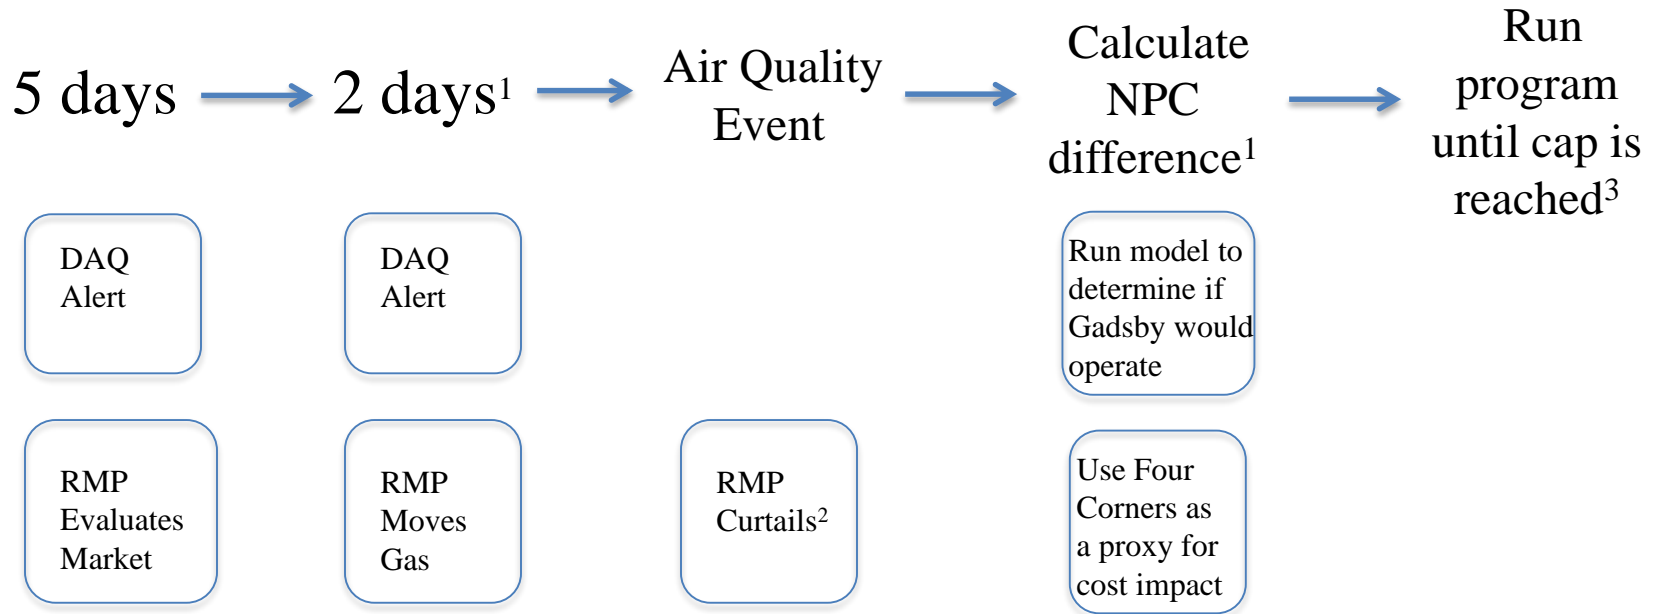 5 days
2 days¹
Air Quality
Event
Calculate
NPC
difference¹
Run
program
until cap is
reached³
DAQ
Alert
DAQ
Alert
Run model to
determine if
Gadsby would
operate
RMP
Evaluates
Market
RMP
Moves
Gas
RMP
Curtails²
Use Four
Corners as
a proxy for
cost impact